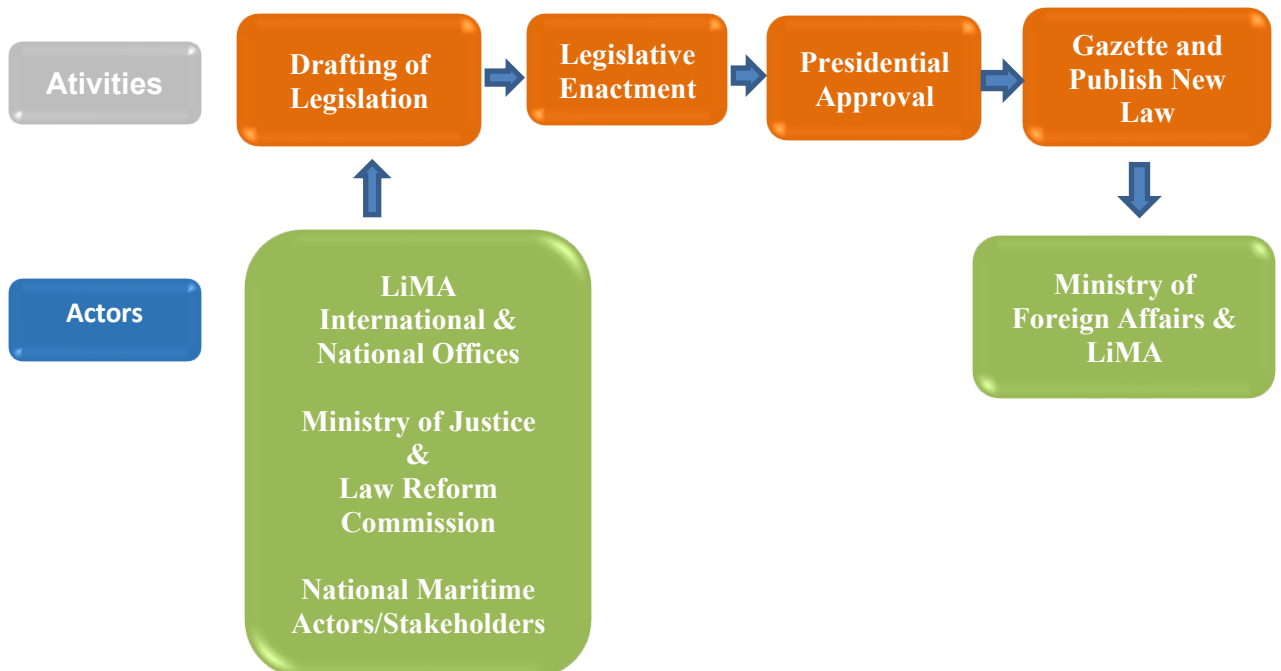 Ativities
Drafting of
Legislation
Legislative
Enactment
Presidential
Approval
Gazette and
Publish New
Law
Actors
LiMA
International &
National Offices
Ministry of Justice
&
Law Reform
Commission
National Maritime
Actors/Stakeholders
Ministry of
Foreign Affairs &
LiMA